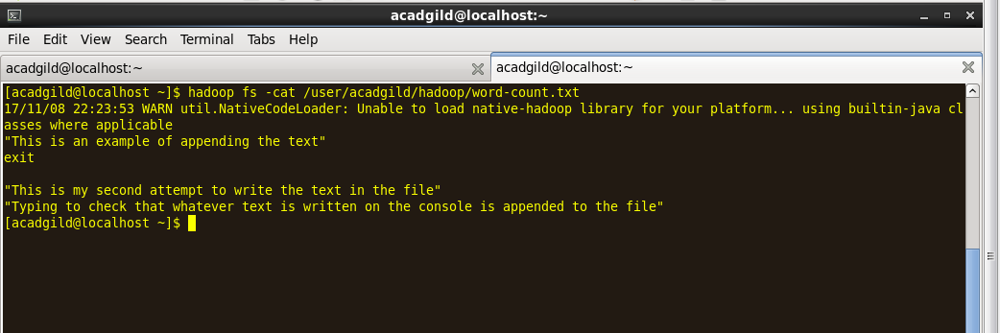 acadgild@localhost:~
File Edit View Search Terminal Tabs Help
acadgild@localhost:~ acadgild@localhost:~
[acadgild@localhost ~]$ hadoop fs -cat /user/acadgild/hadoop/word-count.txt
17/11/08 22:23:53 WARN util.NativeCodeLoader: Unable to load native-hadoop library for your platform... using builtin-java cl
asses where applicable
"This is an example of appending the text"
exit
"This is my second attempt to write the text in the file"
"Typing to check that whatever text is written on the console is appended to the file"
[acadgild@localhost ~]$